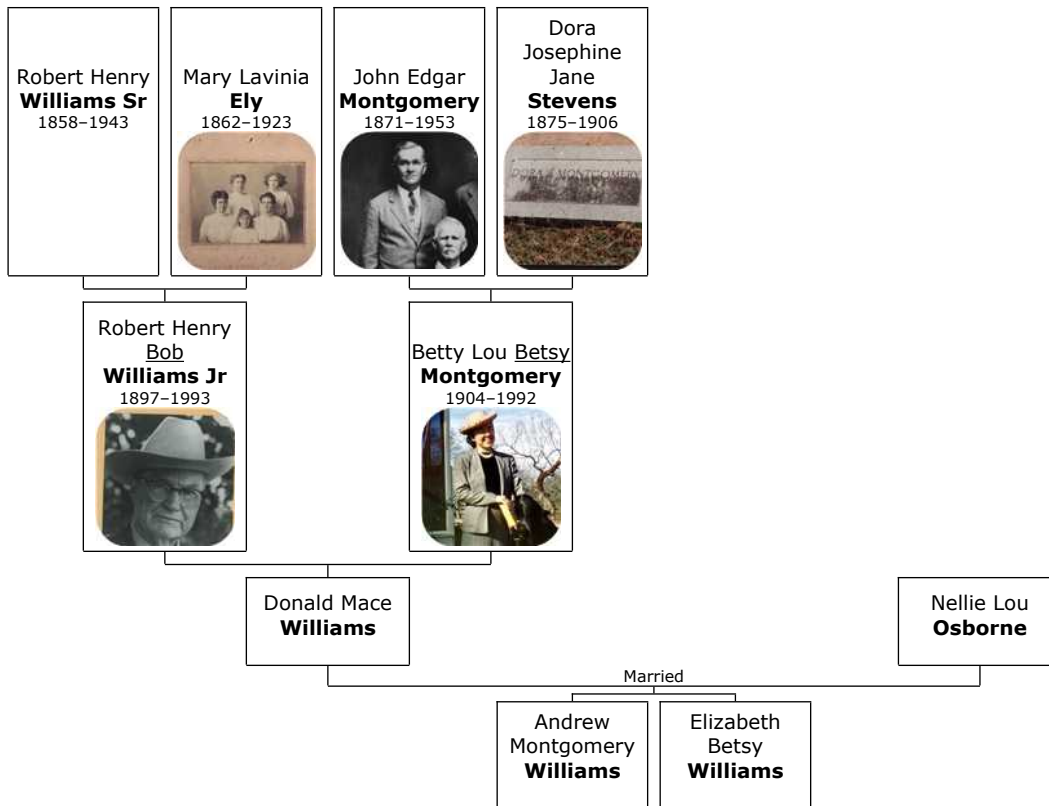 Robert Henry
Williams Sr
1858–1943
Mary Lavinia
Ely
1862–1923
John Edgar
Montgomery
1871–1953
Dora
Josephine
Jane
Stevens
1875–1906
DORA S MONTGOMERY
Robert Henry
Bob
Williams Jr
1897–1993
Betty Lou Betsy
Montgomery
1904–1992
Donald Mace
Williams
Nellie Lou
Osborne
Married
Andrew
Montgomery
Williams
Elizabeth
Betsy
Williams